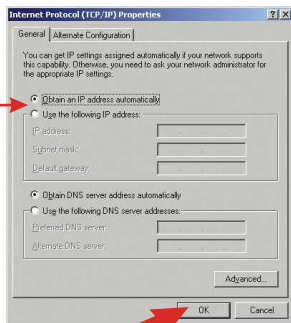 Internet Protocol (TCP/IP) Properties
General
Alternate Configuration
You can get IP settings assigned automatically if your network supports
this capability. Otherwise, you need to ask your network administrator for
the appropriate IP settings.
Obtain an IP address automatically
Use the following IP address:
IP address:
Subnet mask:
Default gateway:
Obtain DNS server address automatically
Use the following DNS server addresses:
Preferred DNS server:
Alternate DNS server:
Advanced...
OK
Cancel